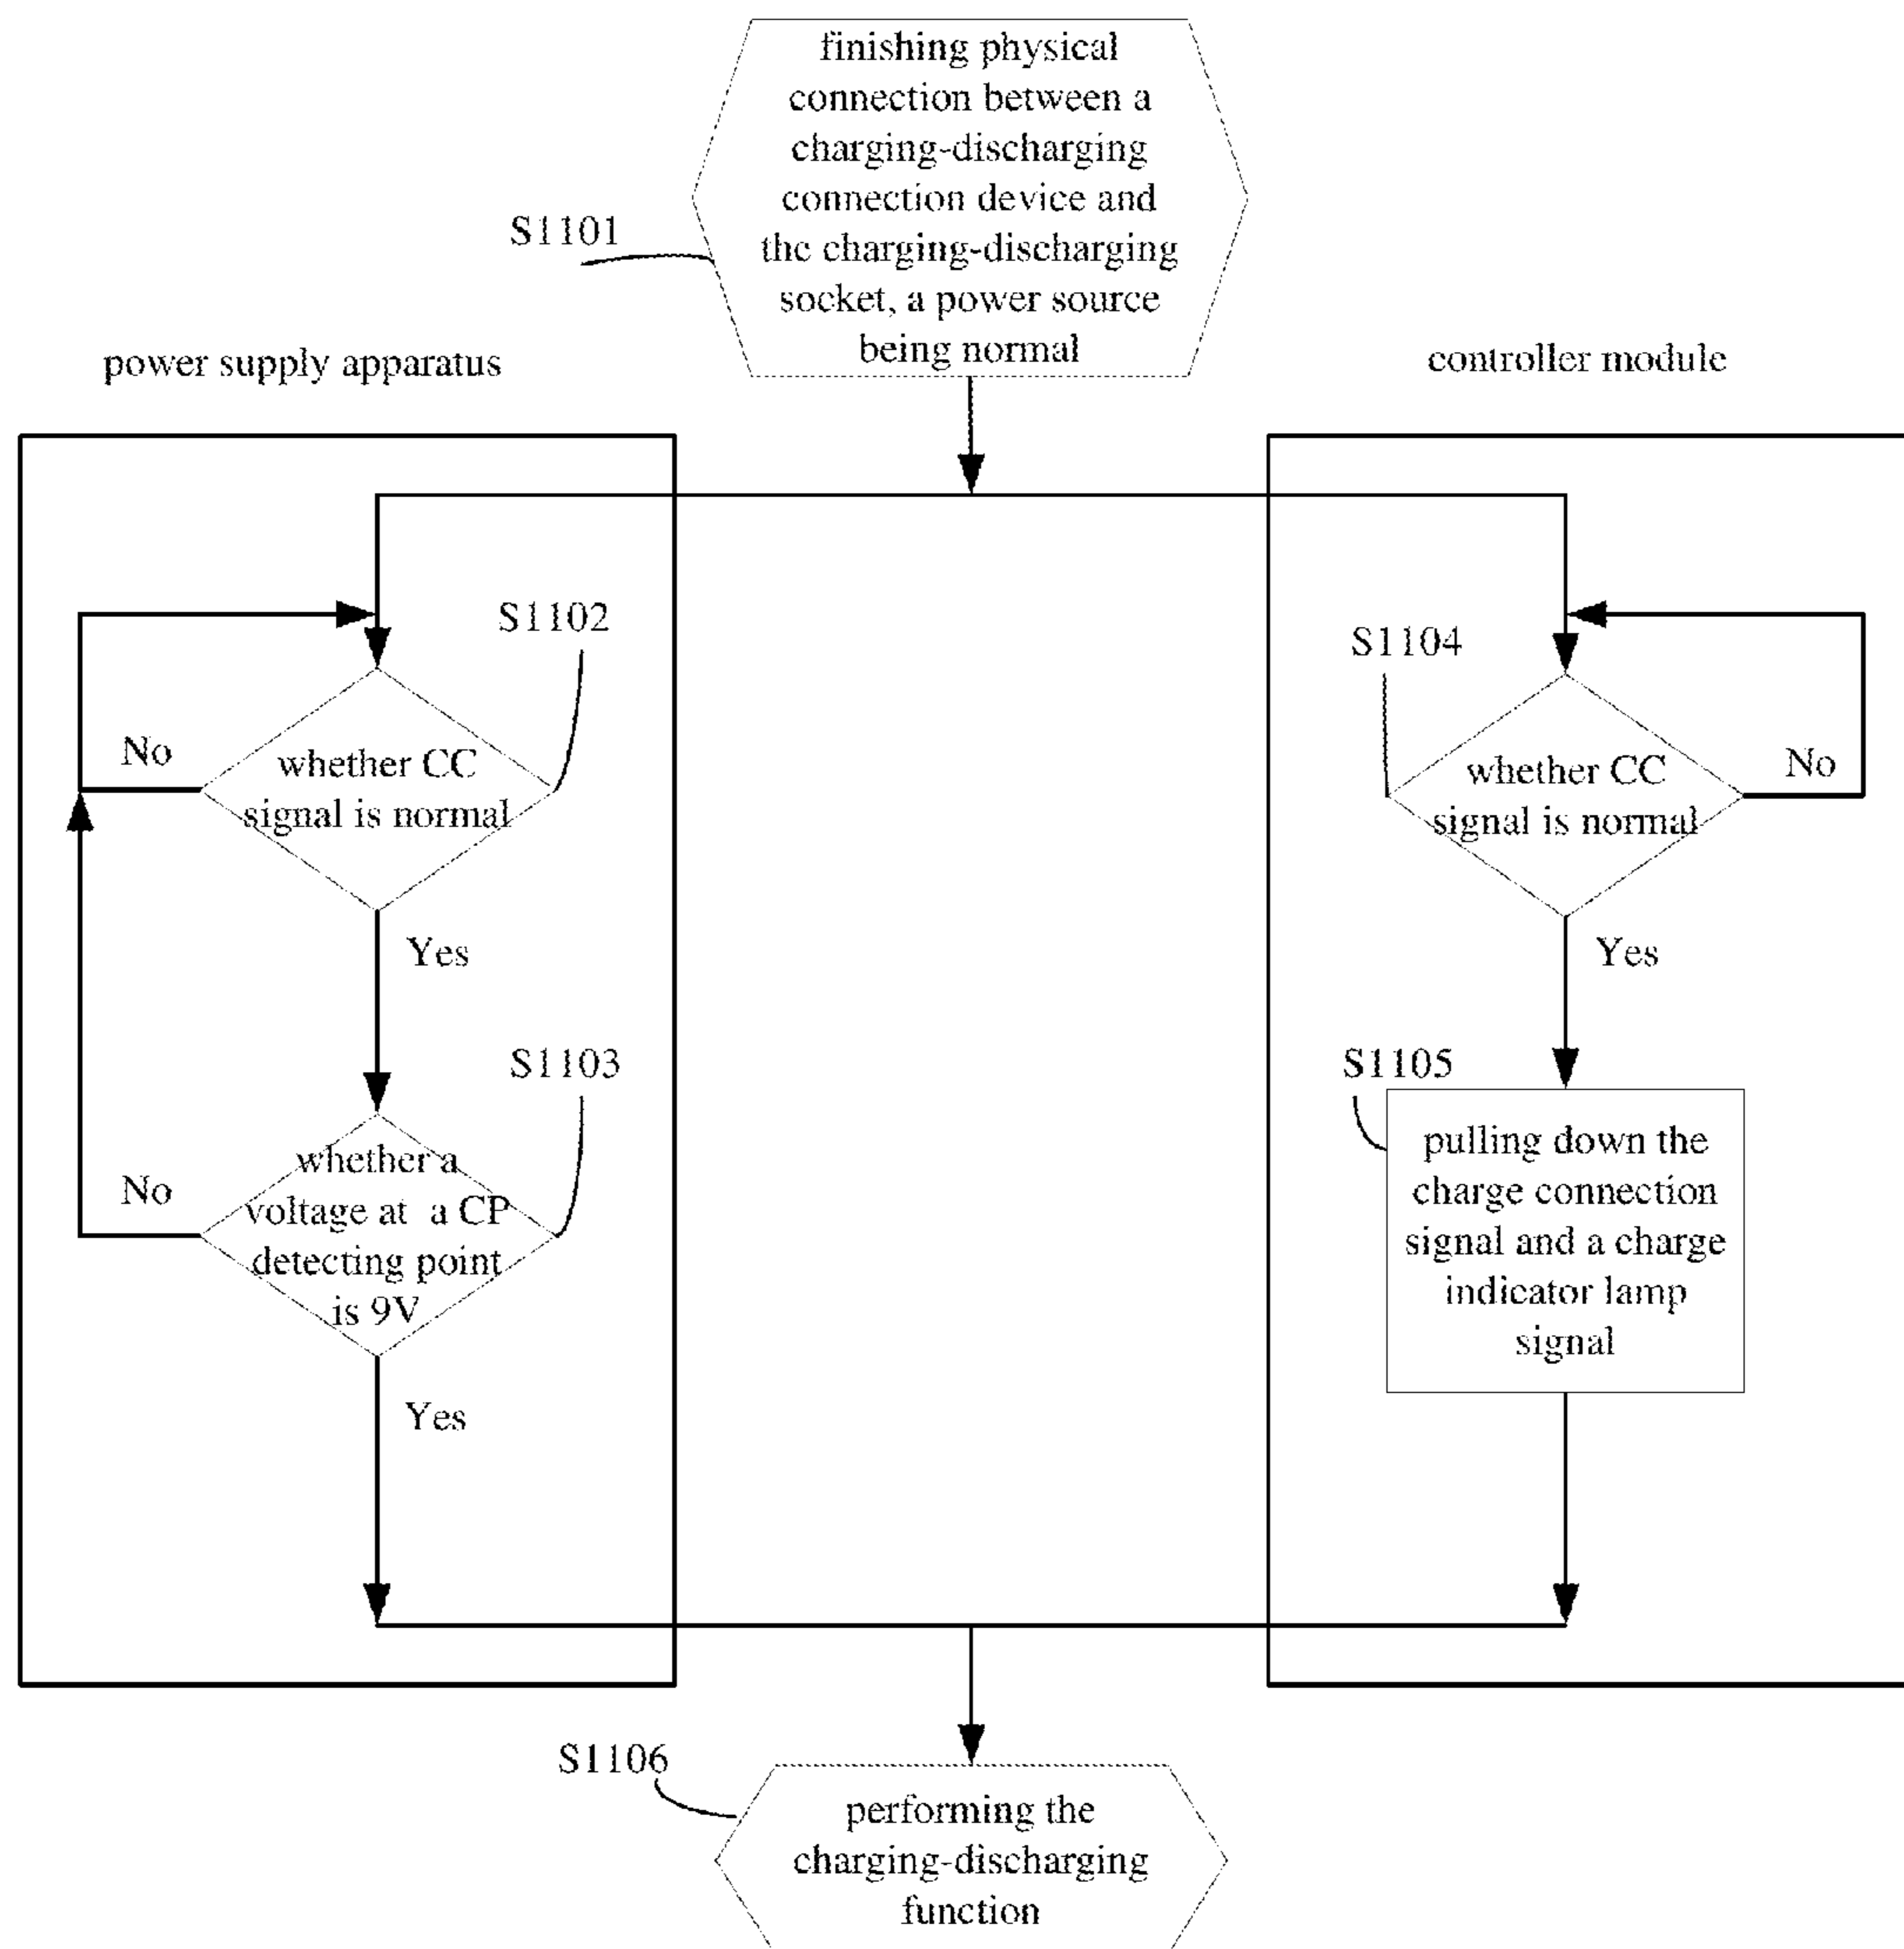 finishing physical
connection between a
charging-discharging
connection device and
the charging-discharging
socket, a power source
being normal
S1101
power supply apparatus
controller module
S1102
No
whether CC
signal is normal
Yes
S1103
No
whether a
voltage at a CP
detecting point
is 9V
Yes
S1104
whether CC
signal is normal
No
Yes
S1105
pulling down the
charge connection
signal and a charge
indicator lamp
signal
S1106
performing the
charging-discharging
function